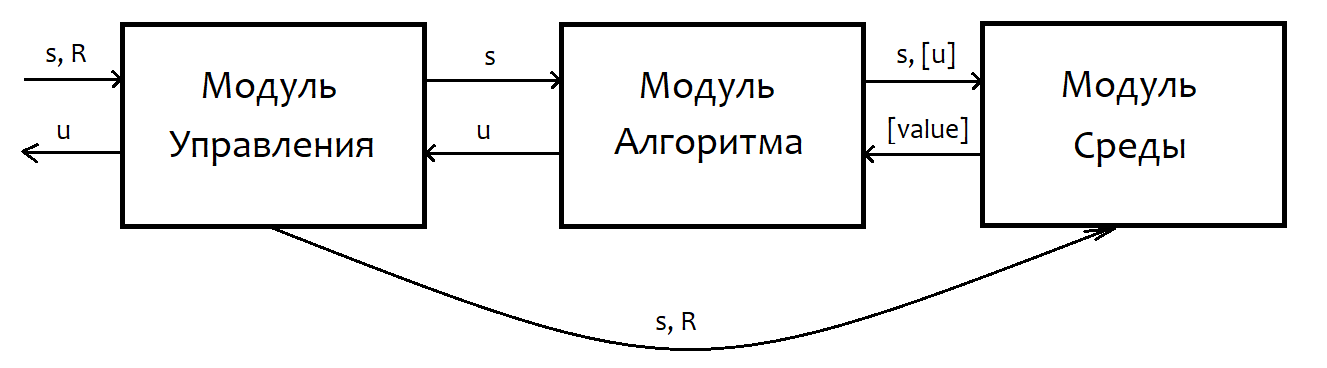 s, R
u
Модуль
Управления
s
u
Модуль
Алгоритма
s, [u]
[value]
Модуль
Среды
s, R